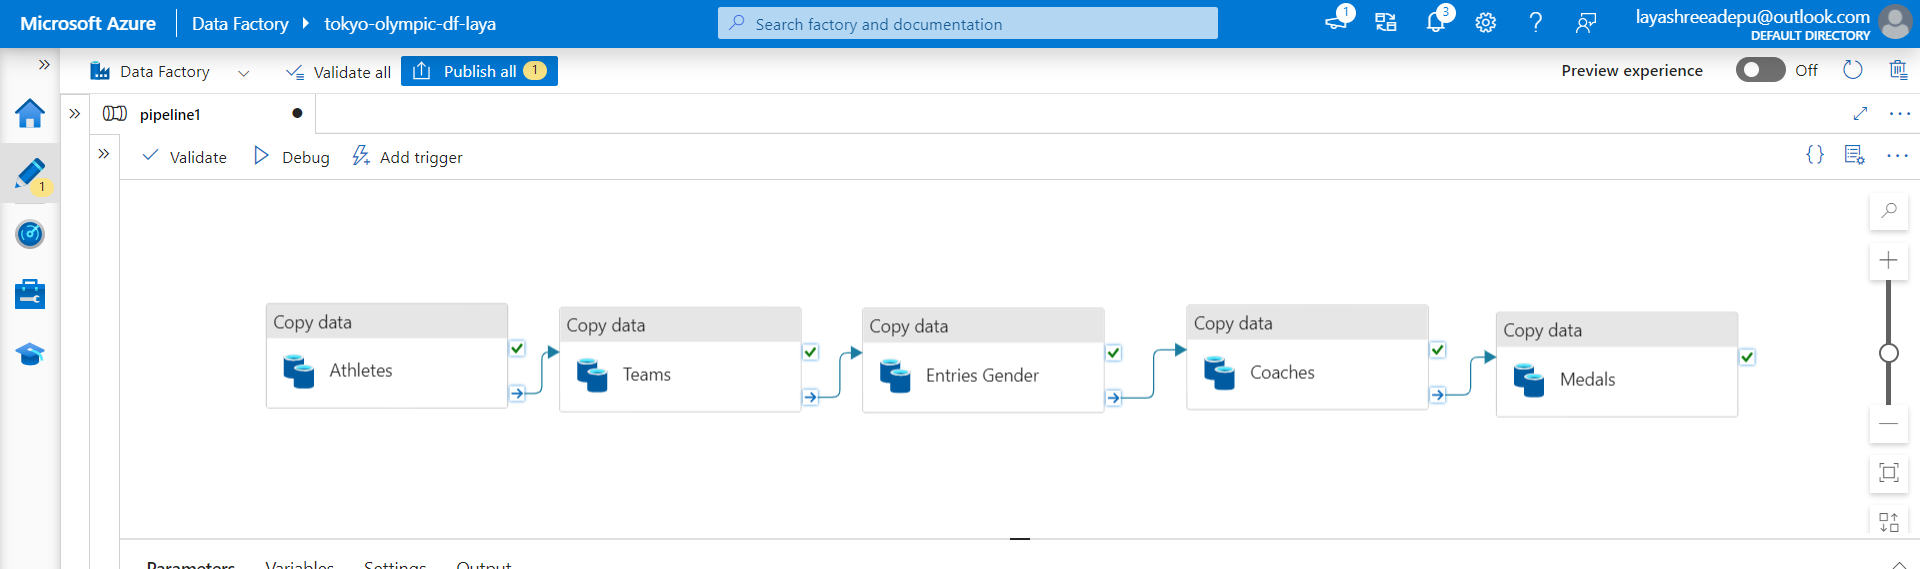 Microsoft Azure
Data Factory
tokyo-olympic-df-laya
Search factory and documentation
1
3
?
layashreeadepu@outlook.com
DEFAULT DIRECTORY
Data Factory
Validate all
Publish all
1
Preview experience
Off
pipeline1
Validate
Debug
Add trigger
{}
1
Copy data
Athletes
Copy data
Teams
Copy data
Entries Gender
Copy data
Coaches
Copy data
Medals
Parameters
Variables
Settings
Output